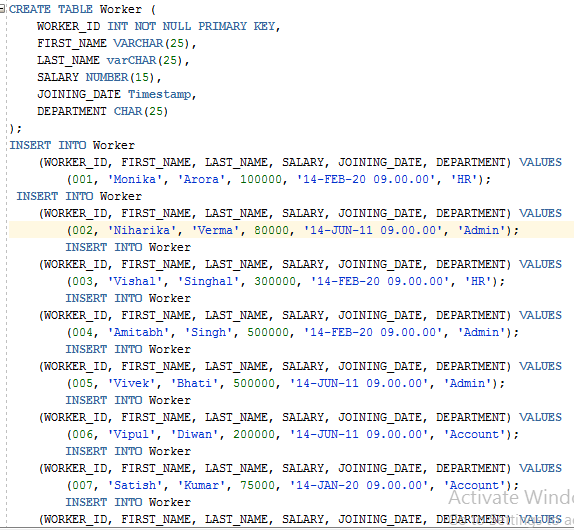 CREATE TABLE Worker (
    WORKER_ID INT NOT NULL PRIMARY KEY,
    FIRST_NAME VARCHAR(25),
    LAST_NAME varCHAR(25),
    SALARY NUMBER(15),
    JOINING_DATE Timestamp,
    DEPARTMENT CHAR(25)
);
INSERT INTO Worker
    (WORKER_ID, FIRST_NAME, LAST_NAME, SALARY, JOINING_DATE, DEPARTMENT) VALUES
        (001, 'Monika', 'Arora', 100000, '14-FEB-20 09.00.00', 'HR');
 INSERT INTO Worker
    (WORKER_ID, FIRST_NAME, LAST_NAME, SALARY, JOINING_DATE, DEPARTMENT) VALUES
        (002, 'Niharika', 'Verma', 80000, '14-JUN-11 09.00.00', 'Admin');
        INSERT INTO Worker
    (WORKER_ID, FIRST_NAME, LAST_NAME, SALARY, JOINING_DATE, DEPARTMENT) VALUES
        (003, 'Vishal', 'Singhal', 300000, '14-FEB-20 09.00.00', 'HR');
        INSERT INTO Worker
    (WORKER_ID, FIRST_NAME, LAST_NAME, SALARY, JOINING_DATE, DEPARTMENT) VALUES
        (004, 'Amitabh', 'Singh', 500000, '14-FEB-20 09.00.00', 'Admin');
        INSERT INTO Worker
    (WORKER_ID, FIRST_NAME, LAST_NAME, SALARY, JOINING_DATE, DEPARTMENT) VALUES
        (005, 'Vivek', 'Bhati', 500000, '14-JUN-11 09.00.00', 'Admin');
        INSERT INTO Worker
    (WORKER_ID, FIRST_NAME, LAST_NAME, SALARY, JOINING_DATE, DEPARTMENT) VALUES
        (006, 'Vipul', 'Diwan', 200000, '14-JUN-11 09.00.00', 'Account');
        INSERT INTO Worker
    (WORKER_ID, FIRST_NAME, LAST_NAME, SALARY, JOINING_DATE, DEPARTMENT) VALUES
        (007, 'Satish', 'Kumar', 75000, '14-JAN-20 09.00.00', 'Account');
Activate Windo
        INSERT INTO Worker
    (WORKER_ID, FIRST_NAME, LAST_NAME, SALARY, JOINING_DATE, DEPARTMENT) VALUES